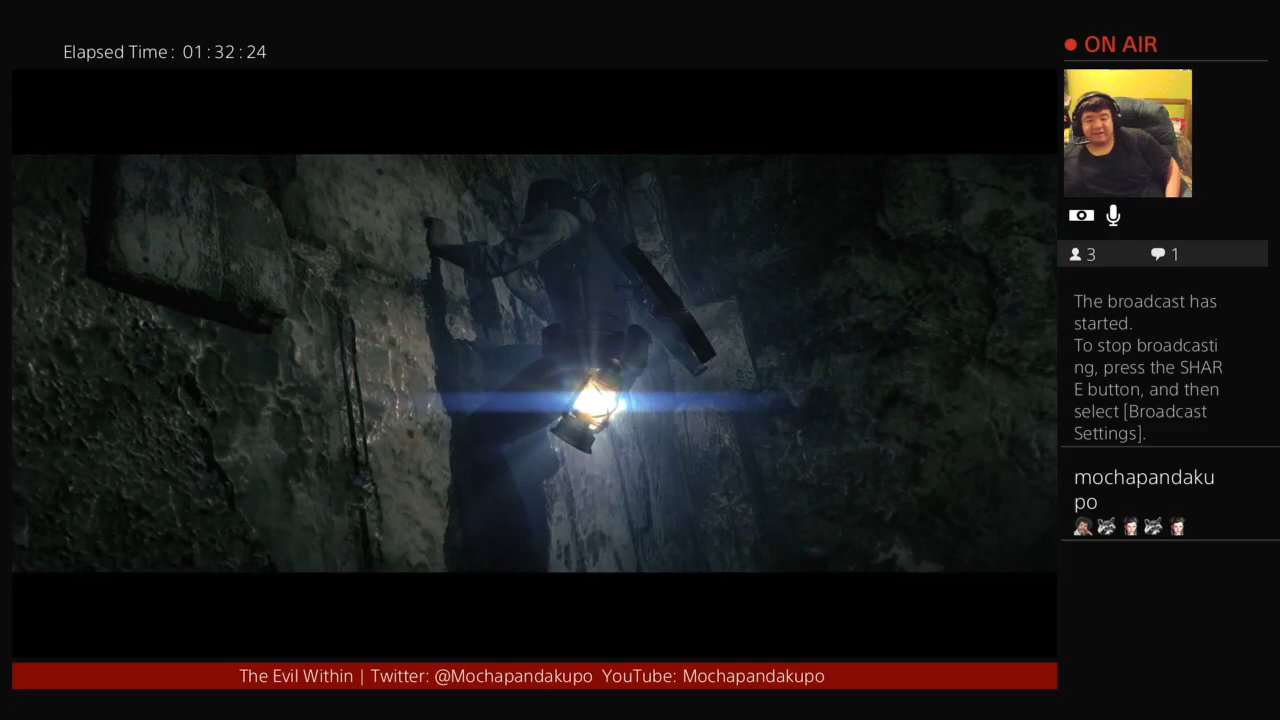 Elapsed Time: 01:32:24
ON AIR
3 1
The broadcast has
started.
To stop broadcasti
ng, press the SHAR
E button, and then
select [Broadcast
Settings].
mochapandaku
po
The Evil Within | Twitter: @Mochapandakupo YouTube: Mochapandakupo